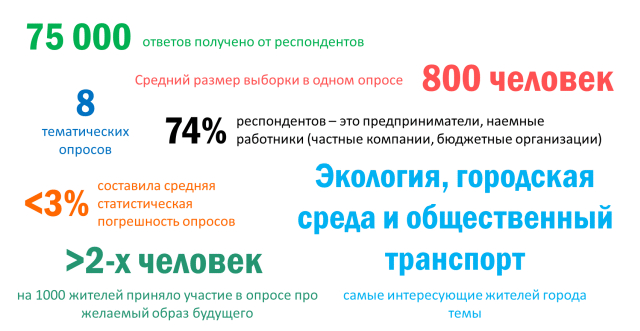 75 000 ответов получено от респондентов
Средний размер выборки в одном опросе 800 человек
8
тематических
опросов
74%
респондентов – это предприниматели, наемные
работники (частные компании, бюджетные организации)
<3%
составила средняя
статистическая
погрешность опросов
Экология, городская
среда и общественный
транспорт
самые интересующие жителей города
темы
>2-х человек
на 1000 жителей приняло участие в опросе про
желаемый образ будущего